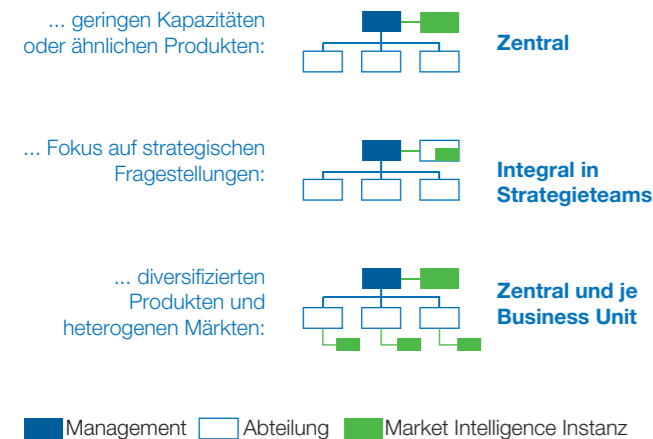 ... geringen Kapazitäten
oder ähnlichen Produkten:
Zentral
... Fokus auf strategischen
Fragestellungen:
Integral in
Strategieteams
... diversifizierten
Produkten und
heterogenen Märkten:
Zentral und je
Business Unit
Management Abteilung Market Intelligence Instanz